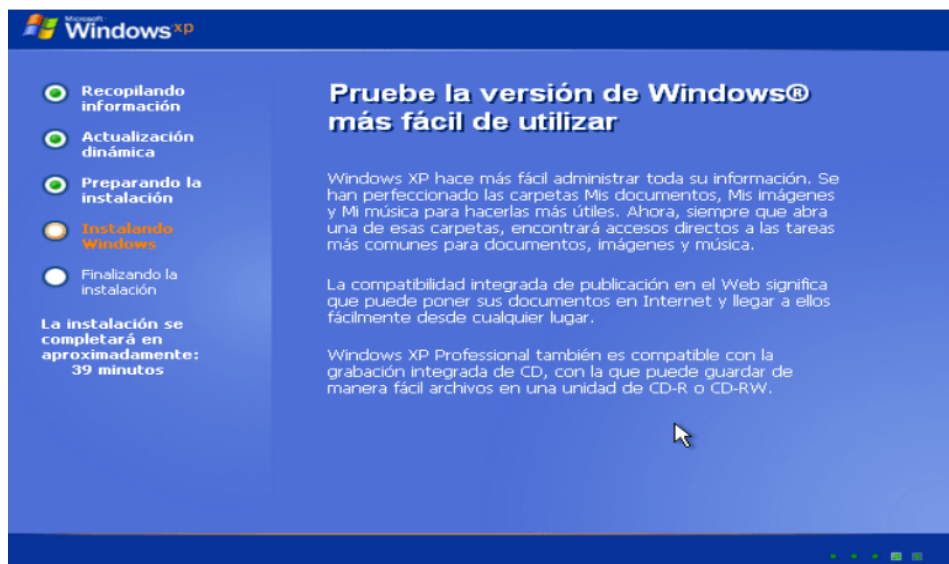 Microsoft
Windows xp
Recopilando
información
Actualización
dinámica
Preparando la
instalación
Instalando
Windows
Finalizando la
instalación
La instalación se
completará en
aproximadamente:
39 minutos
Pruebe la versión de Windows®
más fácil de utilizar
Windows XP hace más fácil administrar toda su información. Se
han perfeccionado las carpetas Mis documentos, Mis imágenes
y Mi música para hacerlas más útiles. Ahora, siempre que abra
una de esas carpetas, encontrará accesos directos a las tareas
más comunes para documentos, imágenes y música.
La compatibilidad integrada de publicación en el Web significa
que puede poner sus documentos en Internet y llegar a ellos
fácilmente desde cualquier lugar.
Windows XP Professional también es compatible con la
grabación integrada de CD, con la que puede guardar de
manera fácil archivos en una unidad de CD-R o CD-RW.